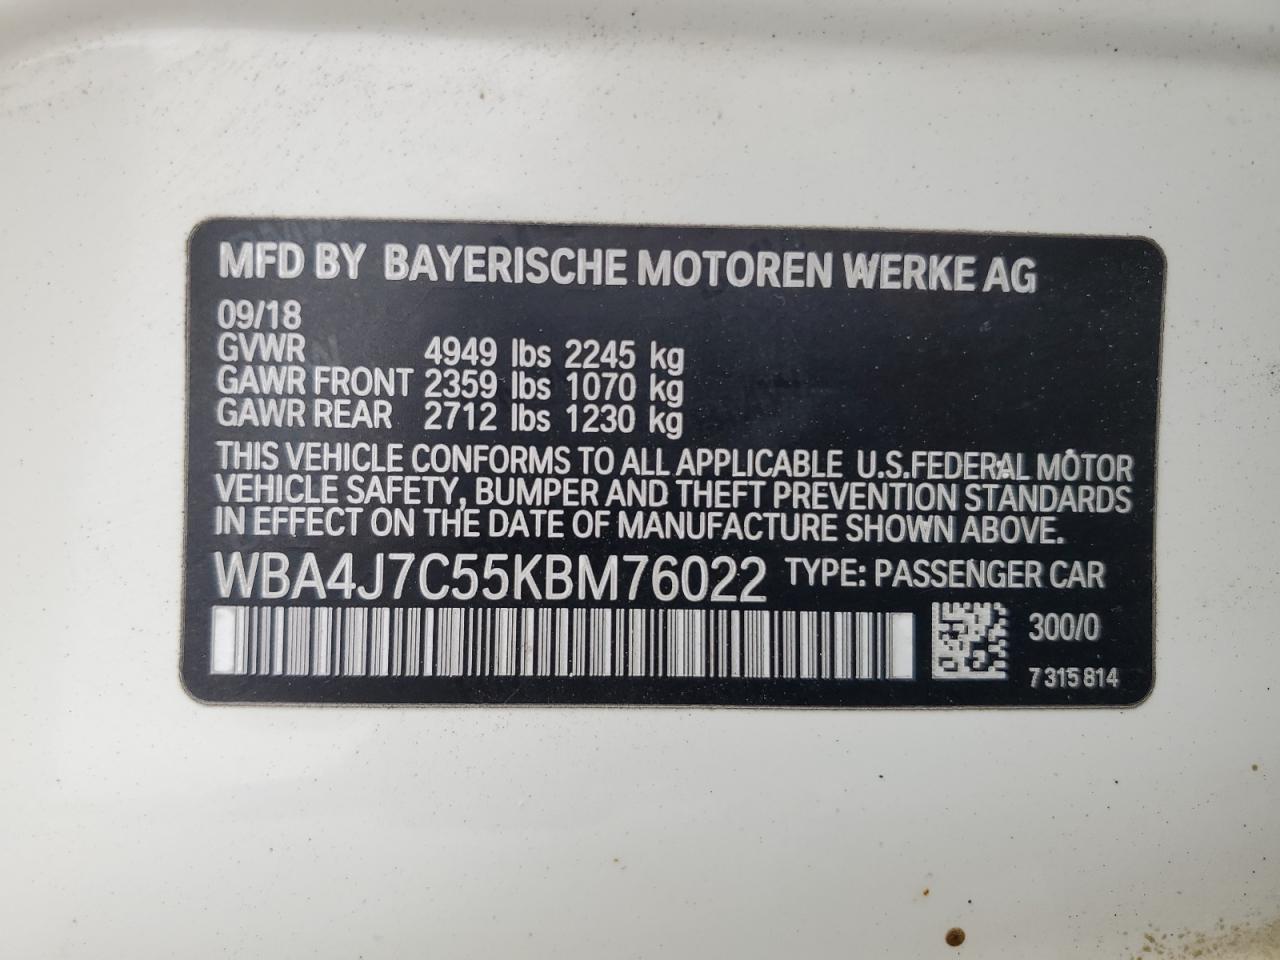 MFD BY BAYERISCHE MOTOREN WERKE AG
09/18
GVWR 4949 lbs 2245 kg
GAWR FRONT 2359 lbs 1070 kg
GAWR REAR 2712 lbs 1230 kg
THIS VEHICLE CONFORMS TO ALL APPLICABLE U.S.FEDERAL MOTOR
VEHICLE SAFETY, BUMPER AND THEFT PREVENTION STANDARDS
IN EFFECT ON THE DATE OF MANUFACTURE SHOWN ABOVE.
WBA4J7C55KBM76022 TYPE: PASSENGER CAR
300/0
7 315 814